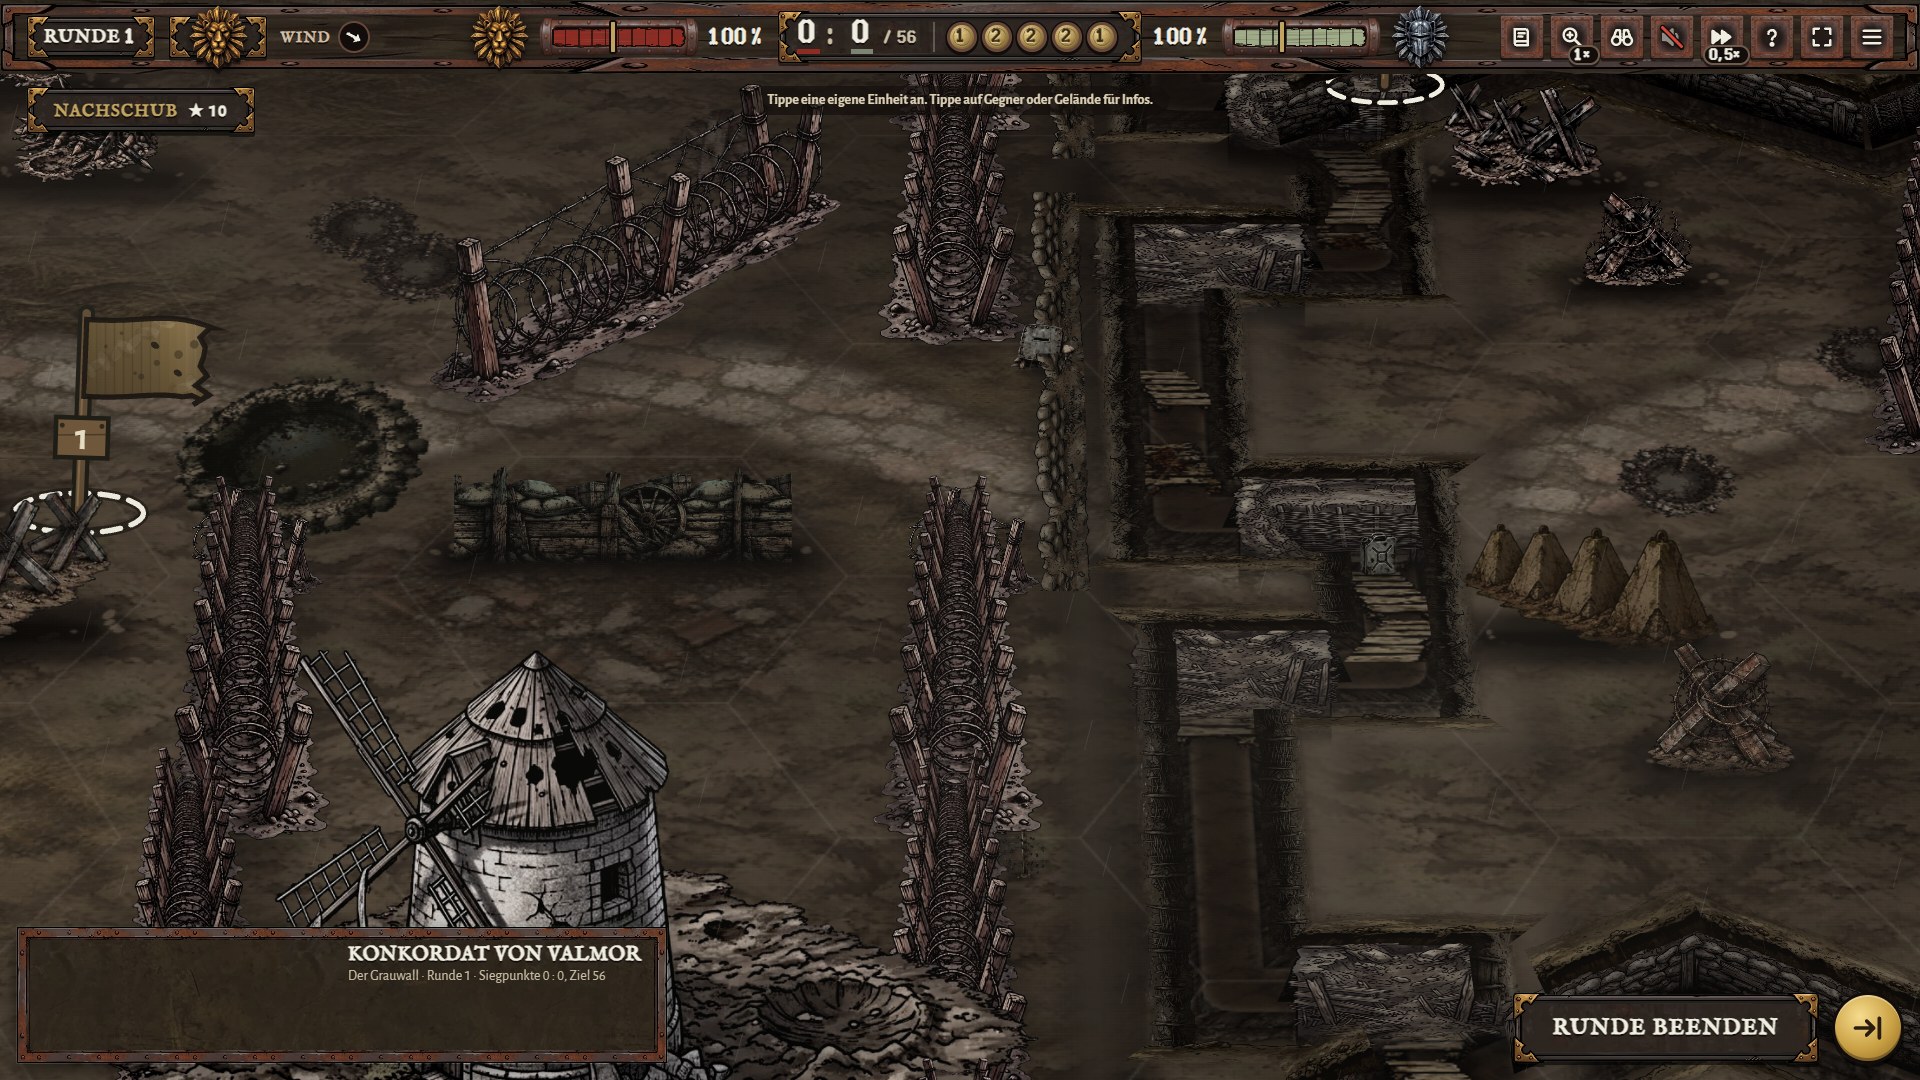 RUNDE 1
WIND
100 %
0 : 0 / 56
1 2 2 2 1
100 %
1×
0,5×
?
NACHSCHUB ★ 10
Tippe eine eigene Einheit an. Tippe auf Gegner oder Gelände für Infos.
1
KONKORDAT VON VALMOR
Der Grauwall · Runde 1 · Siegpunkte 0 : 0, Ziel 56
RUNDE BEENDEN